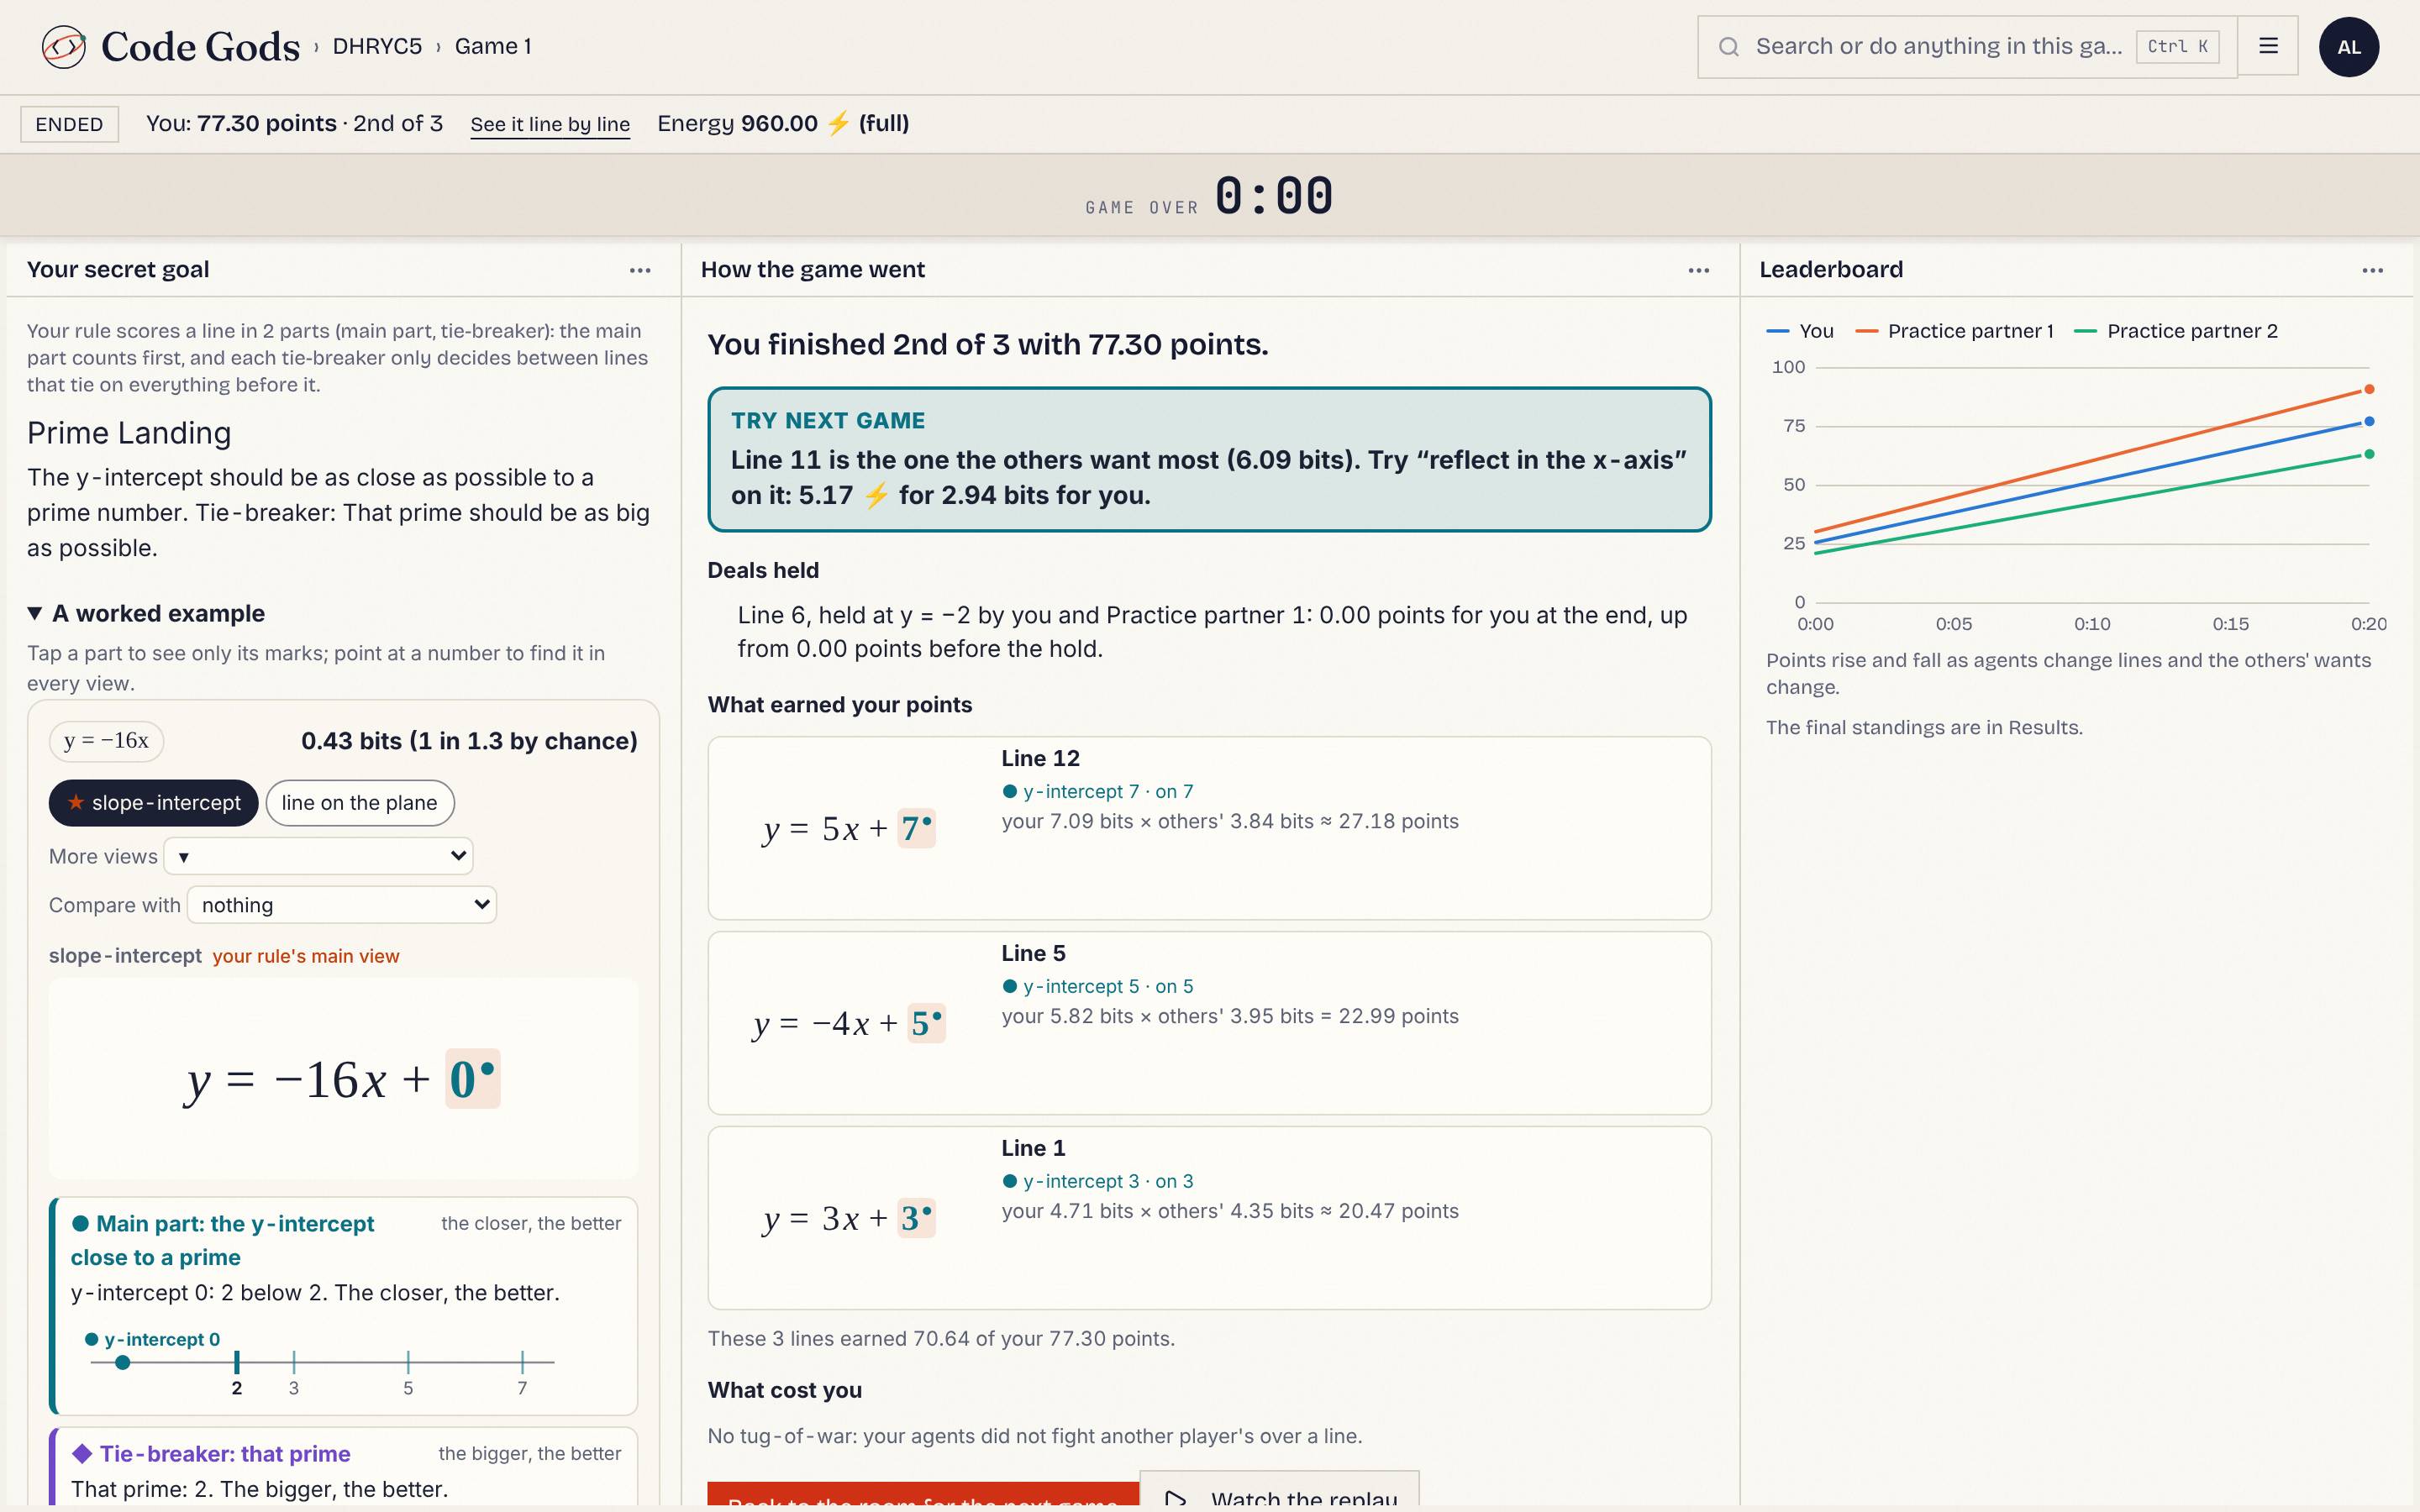 Code Gods › DHRYC5 › Game 1
Search or do anything in this ga... Ctrl K
AL
ENDED You: 77.30 points · 2nd of 3 See it line by line Energy 960.00 ⚡ (full)
GAME OVER 0:00
Your secret goal
Your rule scores a line in 2 parts (main part, tie-breaker): the main
part counts first, and each tie-breaker only decides between lines
that tie on everything before it.
Prime Landing
The y-intercept should be as close as possible to a
prime number. Tie-breaker: That prime should be as big
as possible.
▼ A worked example
Tap a part to see only its marks; point at a number to find it in
every view.
y = −16x 0.43 bits (1 in 1.3 by chance)
★ slope-intercept line on the plane
More views ▾
Compare with nothing
slope-intercept your rule's main view
y = −16x + 0
Main part: the y-intercept the closer, the better
close to a prime
y-intercept 0: 2 below 2. The closer, the better.
y-intercept 0
2 3 5 7
Tie-breaker: that prime the bigger, the better
That prime: 2. The bigger, the better.
How the game went
You finished 2nd of 3 with 77.30 points.
TRY NEXT GAME
Line 11 is the one the others want most (6.09 bits). Try “reflect in the x-axis”
on it: 5.17 ⚡ for 2.94 bits for you.
Deals held
Line 6, held at y = −2 by you and Practice partner 1: 0.00 points for you at the end, up
from 0.00 points before the hold.
What earned your points
Line 12
y-intercept 7 · on 7
your 7.09 bits × others' 3.84 bits ≈ 27.18 points
y = 5x + 7
Line 5
y-intercept 5 · on 5
your 5.82 bits × others' 3.95 bits = 22.99 points
y = −4x + 5
Line 1
y-intercept 3 · on 3
your 4.71 bits × others' 4.35 bits ≈ 20.47 points
y = 3x + 3
These 3 lines earned 70.64 of your 77.30 points.
What cost you
No tug-of-war: your agents did not fight another player's over a line.
Back to the room for the next game
Watch the replay
Leaderboard
You Practice partner 1 Practice partner 2
100
75
50
25
0
0:00 0:05 0:10 0:15 0:20
Points rise and fall as agents change lines and the others' wants
change.
The final standings are in Results.